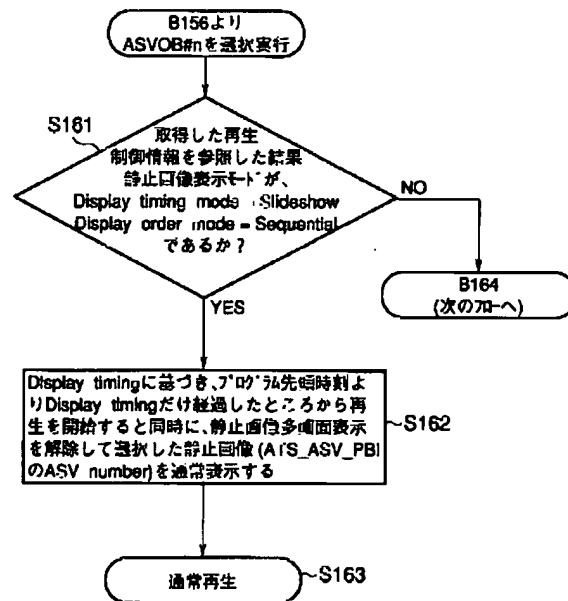 B156より
ASVOB#nを選択実行
S161
取得した再生
制御情報を参照した結果
静止画像表示モードが、
Display timing mode = Slideshow
Display order mode = Sequential
であるか？
NO
B164
(次のフローへ)
YES
Display timingに基づき、プログラム先頭時刻よ
りDisplay timingだけ経過したところから再
生を開始すると同時に、静止画像多画面表示
を解除して選択した静止画像 (ATS_ASV_PBI
のASV number)を通常表示する
S162
通常再生
S163